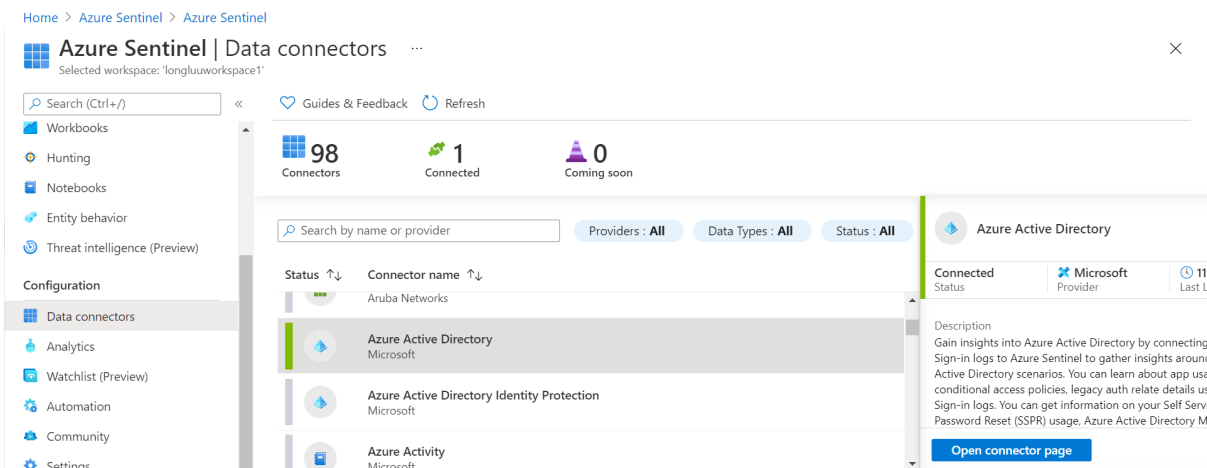 Home > Azure Sentinel > Azure Sentinel
Azure Sentinel | Data connectors ...
Selected workspace: 'longluuworkspace1'
Search (Ctrl+/)
«
Workbooks
Hunting
Notebooks
Entity behavior
Threat intelligence (Preview)
Configuration
Data connectors
Analytics
Watchlist (Preview)
Automation
Community
Settings
Guides & Feedback
Refresh
98
Connectors
1
Connected
0
Coming soon
Search by name or provider
Providers : All
Data Types : All
Status : All
Status ↑↓
Connector name ↑↓
Aruba Networks
Azure Active Directory
Microsoft
Azure Active Directory Identity Protection
Microsoft
Azure Activity
Microsoft
Azure Active Directory
Connected
Status
Microsoft
Provider
11
Last L
Description
Gain insights into Azure Active Directory by connecting
Sign-in logs to Azure Sentinel to gather insights around
Active Directory scenarios. You can learn about app usa
conditional access policies, legacy auth relate details us
Sign-in logs. You can get information on your Self Servi
Password Reset (SSPR) usage, Azure Active Directory M
Open connector page